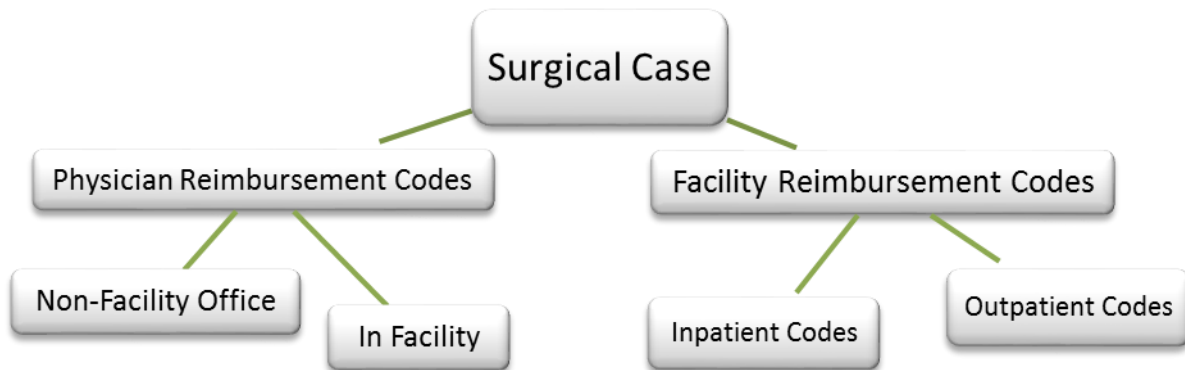 Surgical Case
Physician Reimbursement Codes
Facility Reimbursement Codes
Non-Facility Office
In Facility
Inpatient Codes
Outpatient Codes